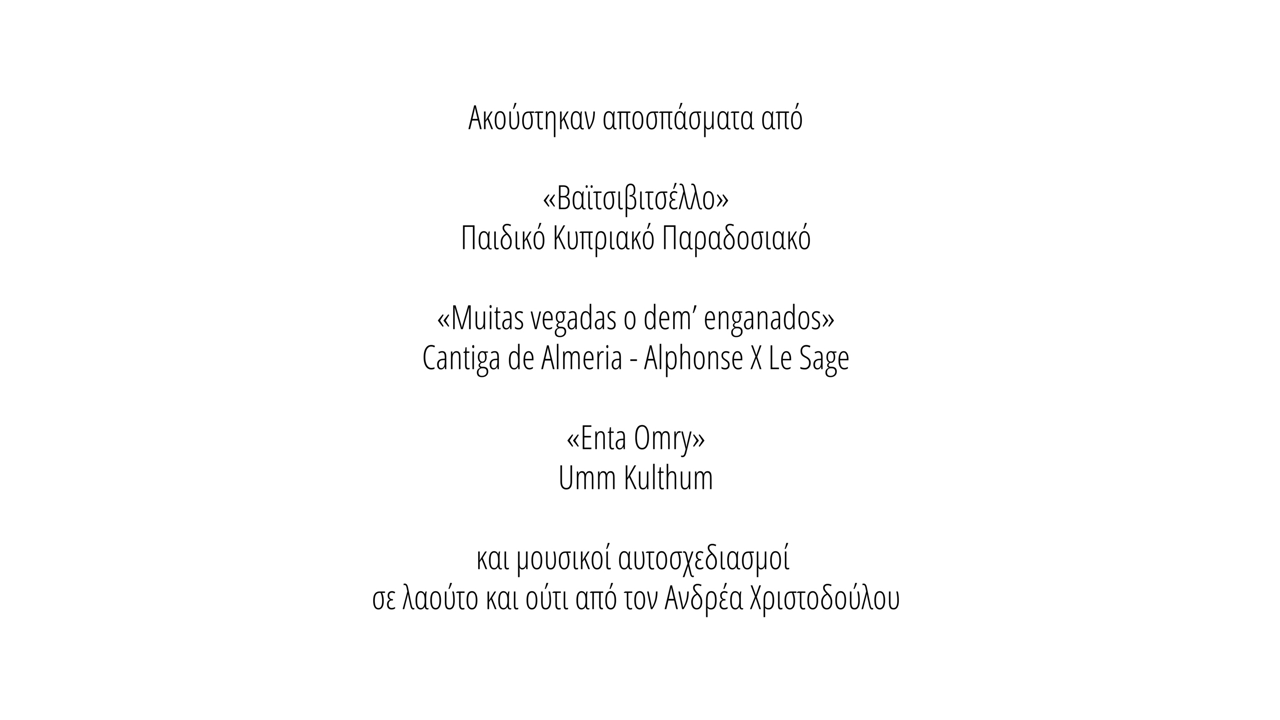 Ακούστηκαν αποσπάσματα από
«Βαϊτσιβιτσέλλο»
Παιδικό Κυπριακό Παραδοσιακό
«Muitas vegadas o dem’ enganados»
Cantiga de Almeria - Alphonse X Le Sage
«Enta Omry»
Umm Kulthum
και μουσικοί αυτοσχεδιασμοί
σε λαούτο και ούτι από τον Ανδρέα Χριστοδούλου